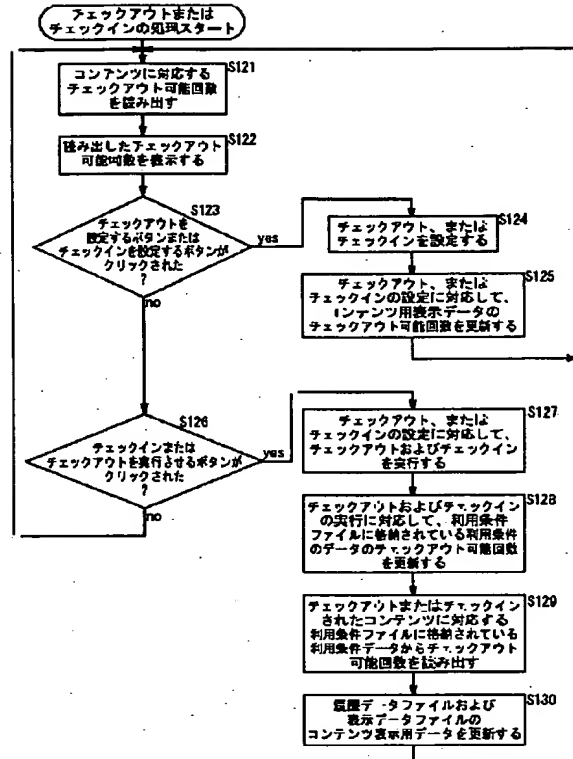 チェックアウトまたは
チェックインの処理スタート
S121
コンテンツに対応する
チェックアウト可能回数
を読み出す
S122
読み出したチェックアウト
可能回数を表示する
S123
チェックアウトを
設定するボタンまたは
チェックインを設定するボタンが
クリックされた
?
yes
no
S124
チェックアウト、または
チェックインを設定する
S125
チェックアウト、または
チェックインの設定に対応して、
コンテンツ用表示データの
チェックアウト可能回数を更新する
S126
チェックインまたは
チェックアウトを実行させるボタンが
クリックされた
?
yes
no
S127
チェックアウト、または
チェックインの設定に対応して、
チェックアウトおよびチェックイン
を実行する
S128
チェックアウトおよびチェックイン
の実行に対応して、利用条件
ファイルに格納されている利用条件
のデータのチェックアウト可能回数
を更新する
S129
チェックアウトまたはチェックイン
されたコンテンツに対応する
利用条件ファイルに格納されている
利用条件データからチェックアウト
可能回数を読み出す
S130
履歴データファイルおよび
表示データファイルの
コンテンツ表示用データを更新する